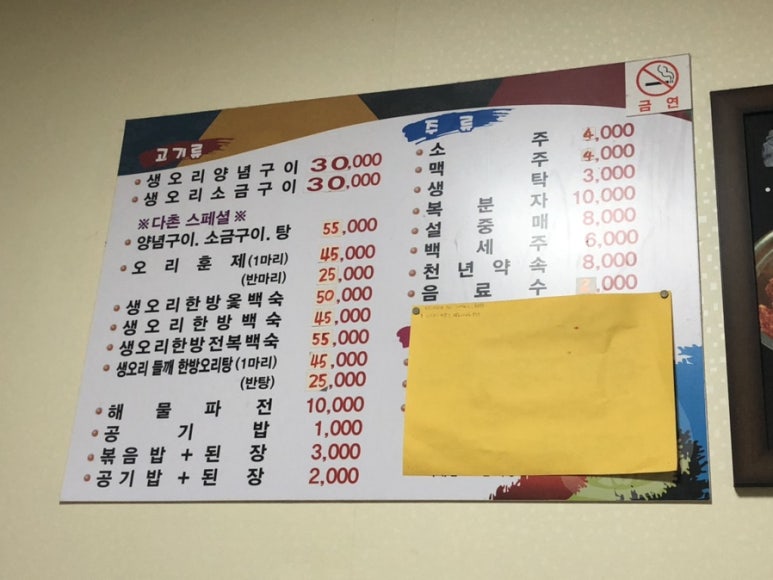 금연
고기류
생오리양념구이 30,000
생오리소금구이 30,000
※다촌 스페셜※
양념구이. 소금구이. 탕 55,000
오리훈제(1마리) 45,000
(반마리) 25,000
생오리한방옻백숙 50,000
생오리한방백숙 45,000
생오리한방전복백숙 55,000
생오리 들깨 한방오리탕(1마리) 45,000
(반탕) 25,000
해물파전 10,000
공기밥 1,000
볶음밥+된장 3,000
공기밥+된장 2,000
주류
소주 4,000
맥주 4,000
생탁 3,000
복분자 10,000
설중매 8,000
백세주 6,000
천년약속 8,000
음료수 ,000